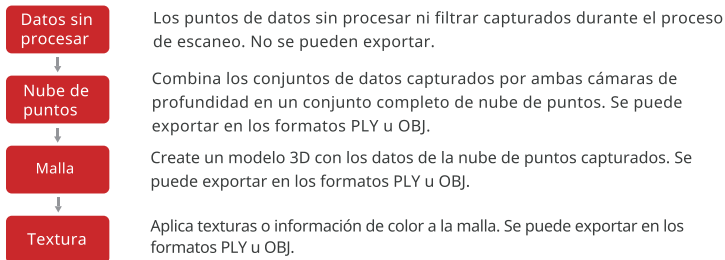 Datos sin
procesar
Los puntos de datos sin procesar ni filtrar capturados durante el proceso
de escaneo. No se pueden exportar.
Nube de
puntos
Combina los conjuntos de datos capturados por ambas cámaras de
profundidad en un conjunto completo de nube de puntos. Se puede
exportar en los formatos PLY u OBJ.
Malla
Create un modelo 3D con los datos de la nube de puntos capturados. Se
puede exportar en los formatos PLY u OBJ.
Textura
Aplica texturas o información de color a la malla. Se puede exportar en los
formatos PLY u OBJ.